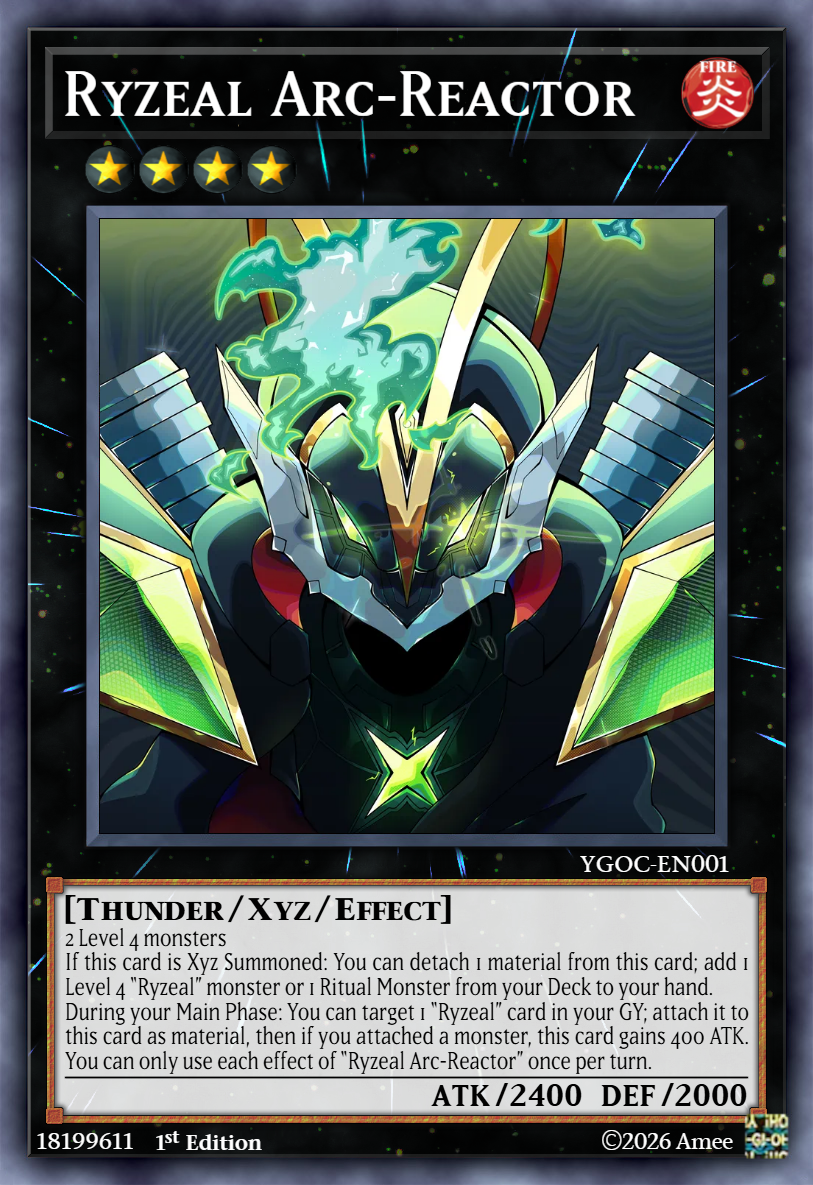 Ryzeal Arc-Reactor
FIRE
炎
YGOC-EN001
[Thunder/Xyz/Effect]
2 Level 4 monsters
If this card is Xyz Summoned: You can detach 1 material from this card; add 1
Level 4 “Ryzeal” monster or 1 Ritual Monster from your Deck to your hand.
During your Main Phase: You can target 1 “Ryzeal” card in your GY; attach it to
this card as material, then if you attached a monster, this card gains 400 ATK.
You can only use each effect of “Ryzeal Arc-Reactor” once per turn.
ATK/2400 DEF/2000
18199611 1st Edition ©2026 Amee